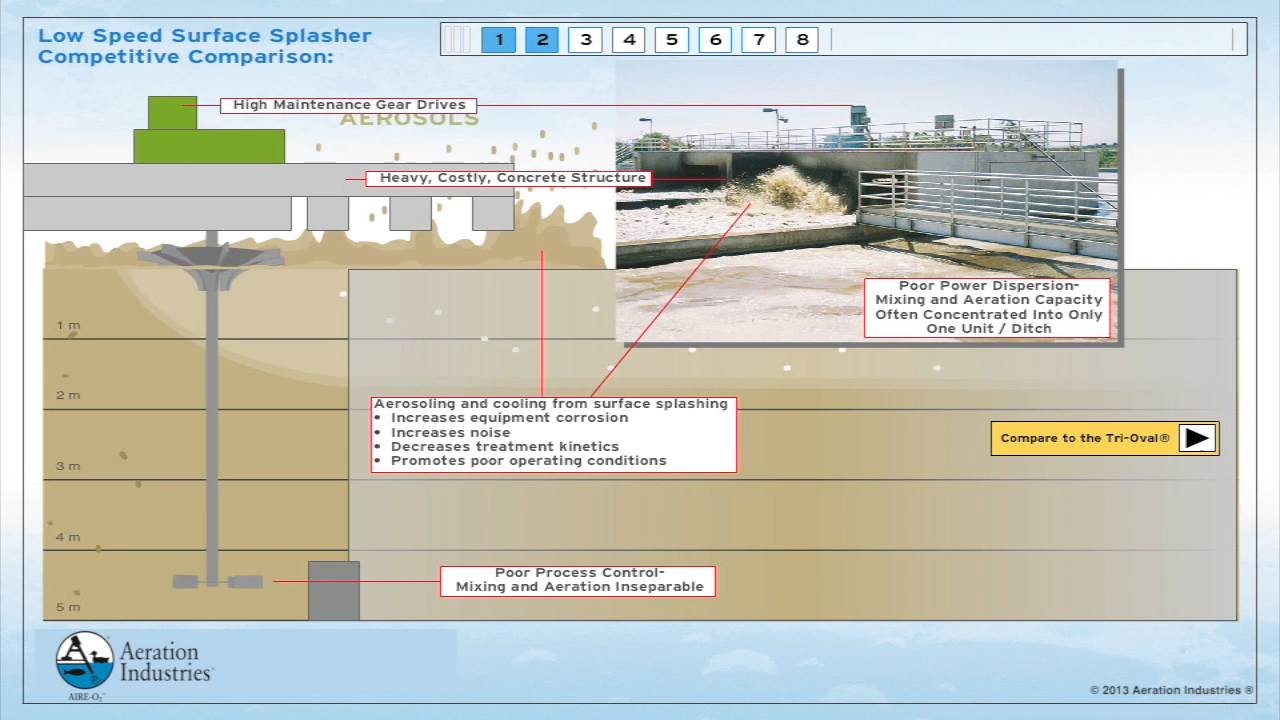 Low Speed Surface Splasher
Competitive Comparison:
1 2 3 4 5 6 7 8
High Maintenance Gear Drives
AEROSOLS
Heavy, Costly, Concrete Structure
Poor Power Dispersion-
Mixing and Aeration Capacity
Often Concentrated Into Only
One Unit / Ditch
1 m
2 m
Aerosoling and cooling from surface splashing
• Increases equipment corrosion
• Increases noise
• Decreases treatment kinetics
• Promotes poor operating conditions
Compare to the Tri-Oval®
3 m
4 m
Poor Process Control-
Mixing and Aeration Inseparable
5 m
Aeration
Industries
AIRE-O₂™
© 2013 Aeration Industries ®